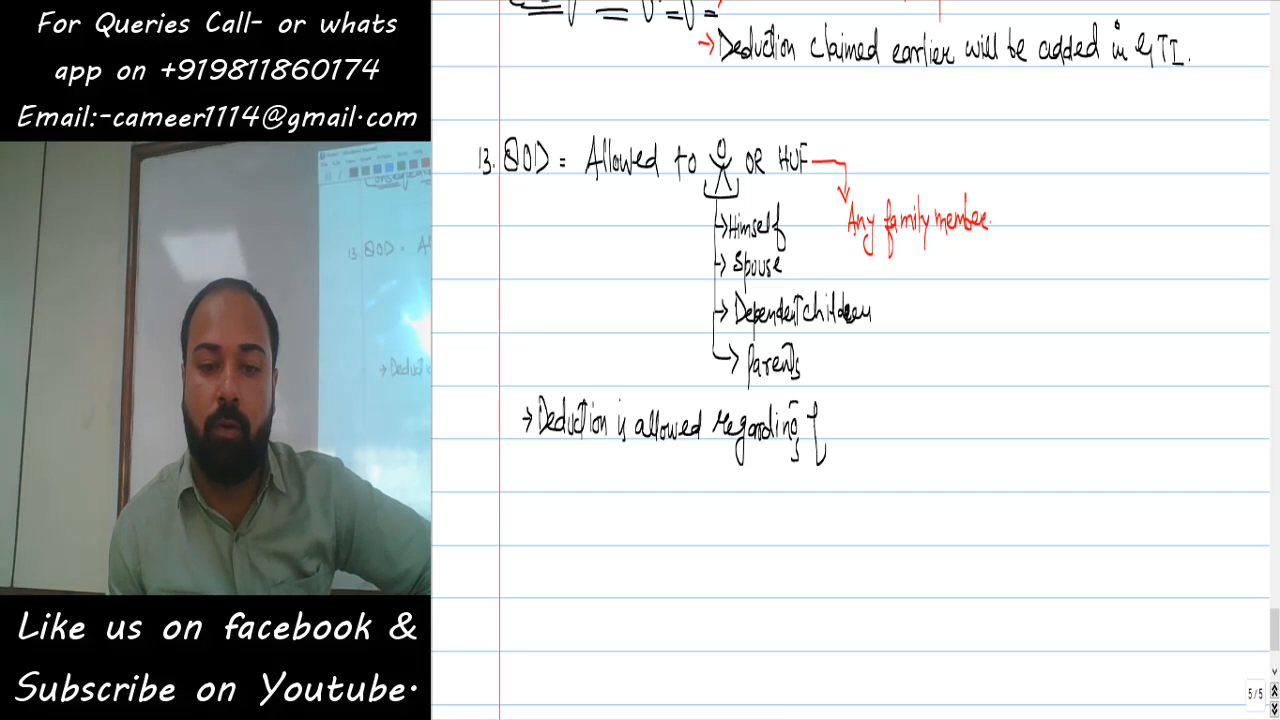 For Queries Call- or whats
app on +919811860174
Email:-cameer1114@gmail.com
→ Deduction claimed earlier will be added in GTI.
13. 80D = Allowed to OR HUF
→ Himself
→ Any family member.
→ Spouse
→ Dependent children
→ Parents
→ Deduction is allowed regarding
Like us on facebook &
Subscribe on Youtube.
5/5